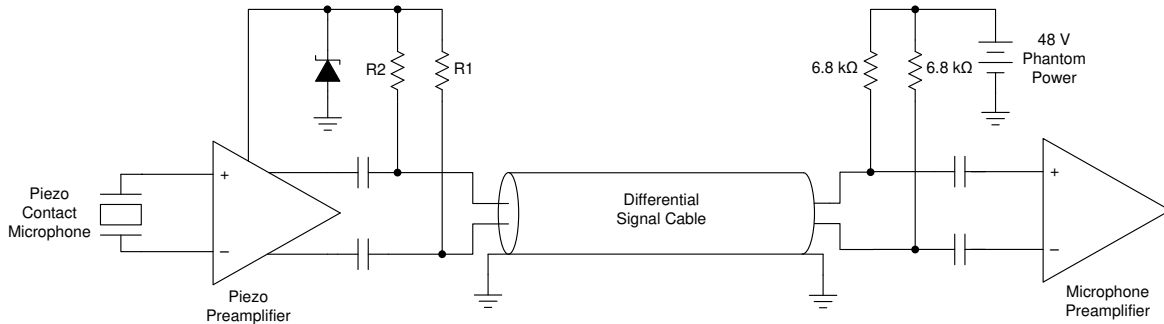 R2
R1
6.8 kΩ
6.8 kΩ
48 V
Phantom
Power
Piezo
Contact
Microphone
+
−
Piezo
Preamplifier
Differential
Signal Cable
+
−
Microphone
Preamplifier